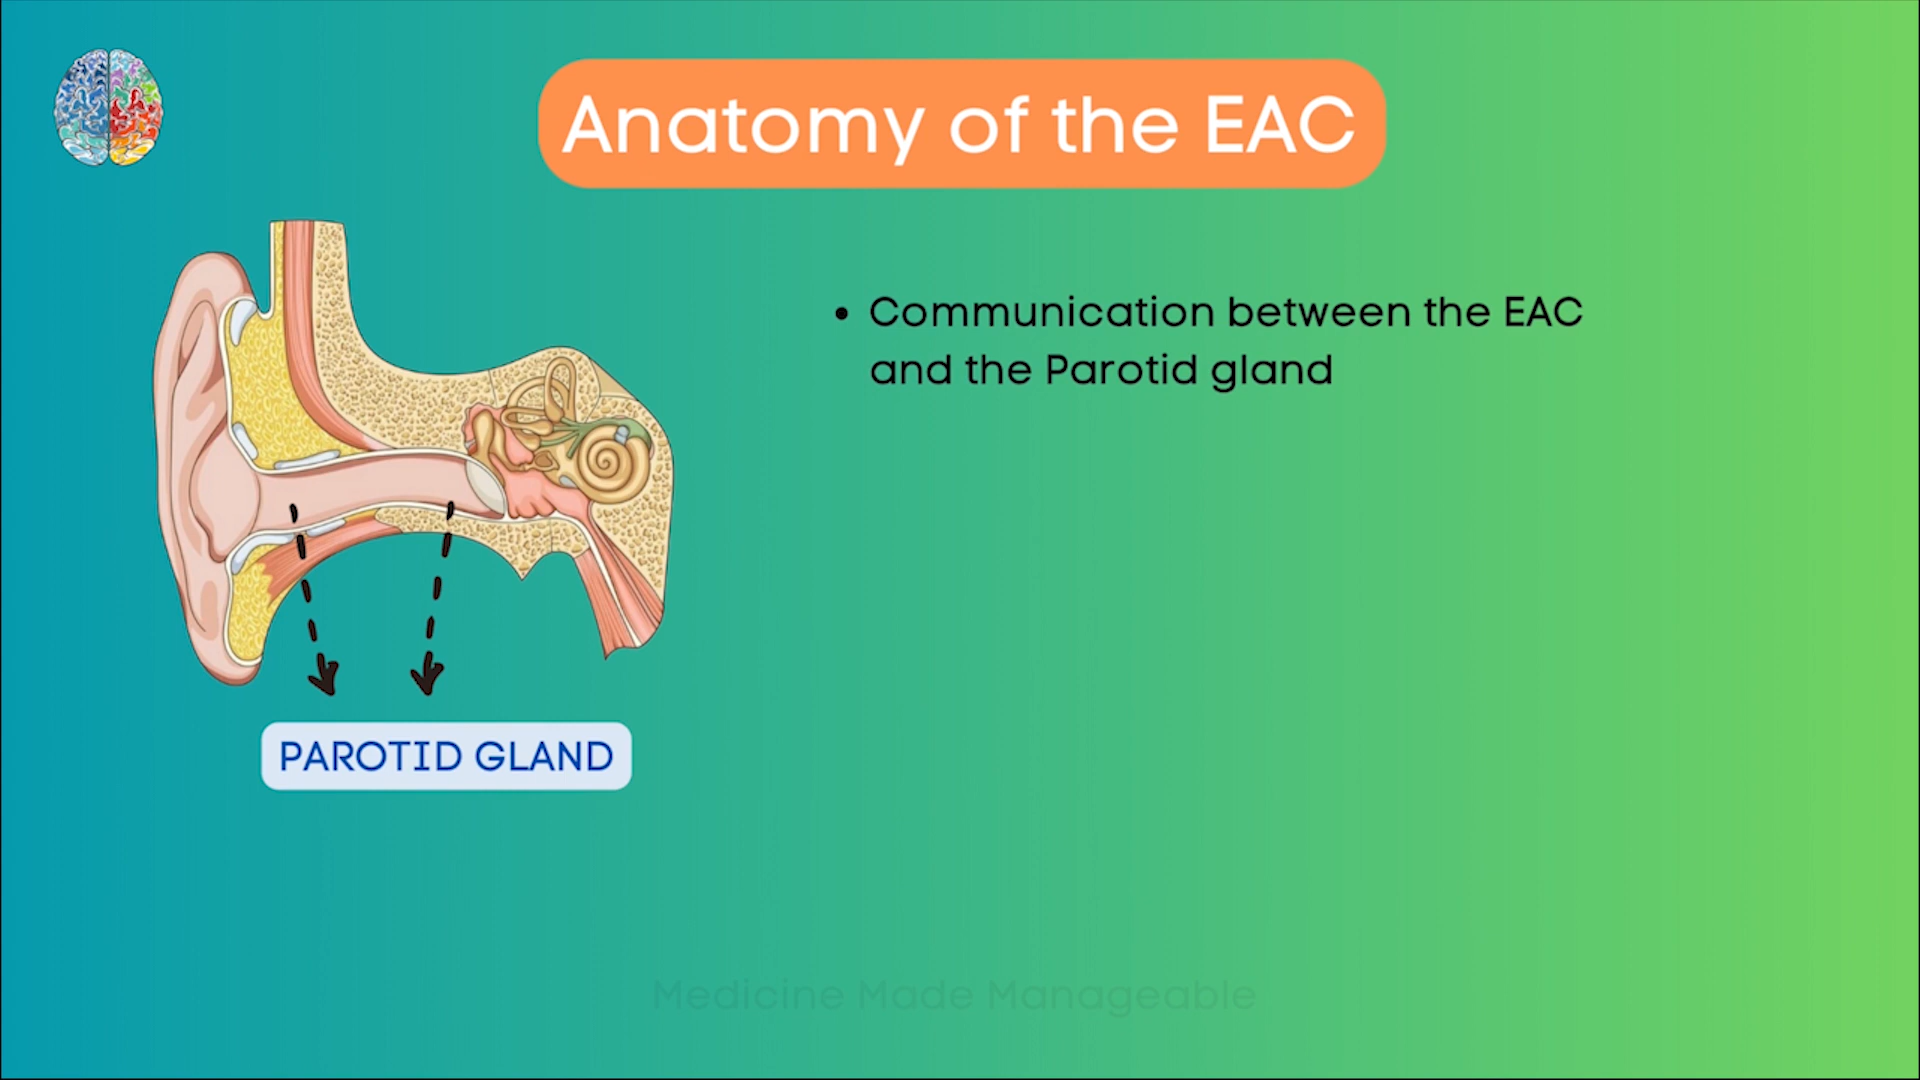 Anatomy of the EAC
• Communication between the EAC
and the Parotid gland
PAROTID GLAND
Medicine Made Manageable